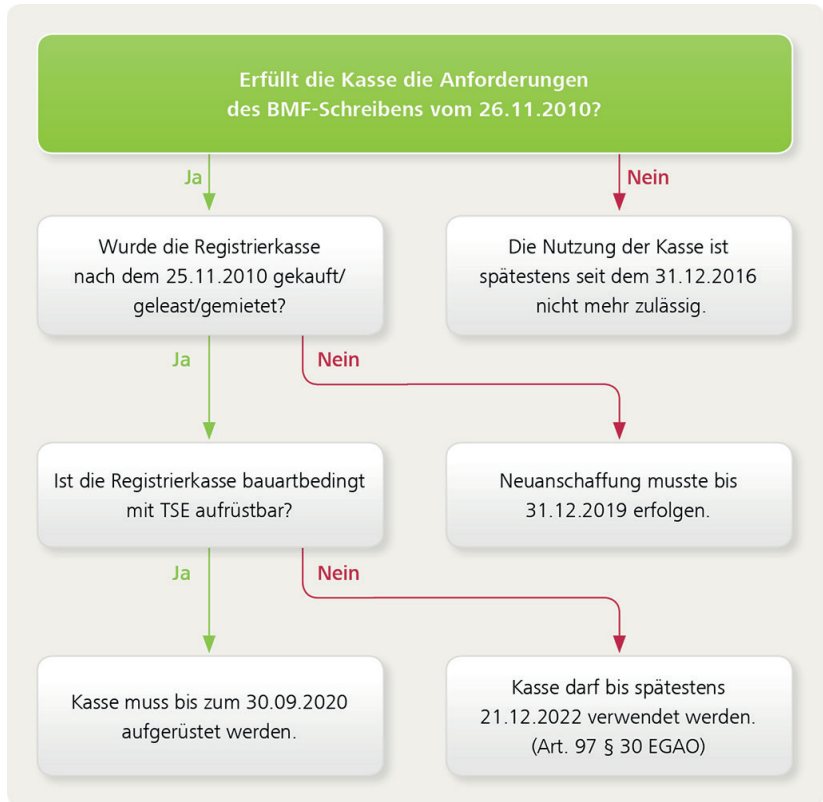 Erfüllt die Kasse die Anforderungen
des BMF-Schreibens vom 26.11.2010?
Ja
Nein
Wurde die Registrierkasse
nach dem 25.11.2010 gekauft/
geleast/gemietet?
Die Nutzung der Kasse ist
spätestens seit dem 31.12.2016
nicht mehr zulässig.
Ja
Nein
Ist die Registrierkasse bauartbedingt
mit TSE aufrüstbar?
Neuanschaffung musste bis
31.12.2019 erfolgen.
Ja
Nein
Kasse muss bis zum 30.09.2020
aufgerüstet werden.
Kasse darf bis spätestens
21.12.2022 verwendet werden.
(Art. 97 § 30 EGAO)